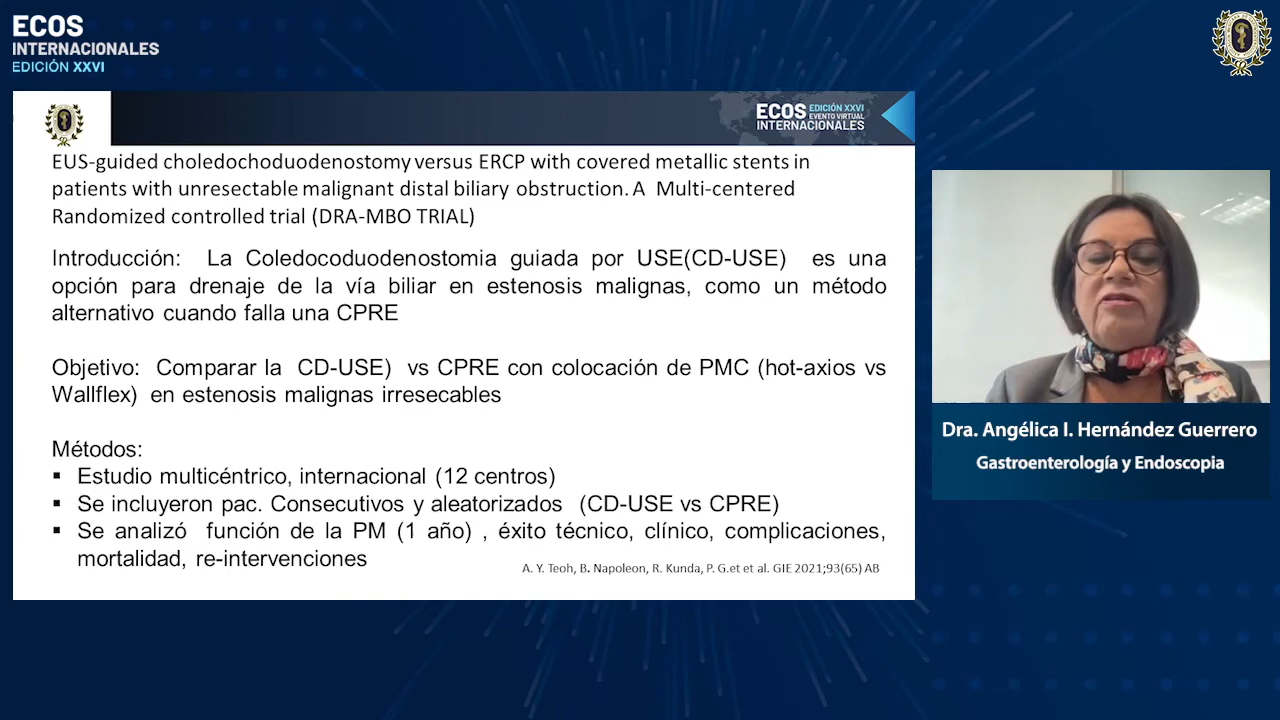 ECOS
INTERNACIONALES
EDICIÓN XXVI
ECOS EDICIÓN XXVI
EVENTO VIRTUAL
INTERNACIONALES
EUS-guided choledochoduodenostomy versus ERCP with covered metallic stents in
patients with unresectable malignant distal biliary obstruction. A Multi-centered
Randomized controlled trial (DRA-MBO TRIAL)
Introducción: La Coledocoduodenostomia guiada por USE(CD-USE) es una
opción para drenaje de la vía biliar en estenosis malignas, como un método
alternativo cuando falla una CPRE
Objetivo: Comparar la CD-USE) vs CPRE con colocación de PMC (hot-axios vs
Wallflex) en estenosis malignas irresecables
Métodos:
▪ Estudio multicéntrico, internacional (12 centros)
▪ Se incluyeron pac. Consecutivos y aleatorizados (CD-USE vs CPRE)
▪ Se analizó función de la PM (1 año) , éxito técnico, clínico, complicaciones,
mortalidad, re-intervenciones
A. Y. Teoh, B. Napoleon, R. Kunda, P. G.et et al. GIE 2021;93(65) AB
Dra. Angélica I. Hernández Guerrero
Gastroenterología y Endoscopia